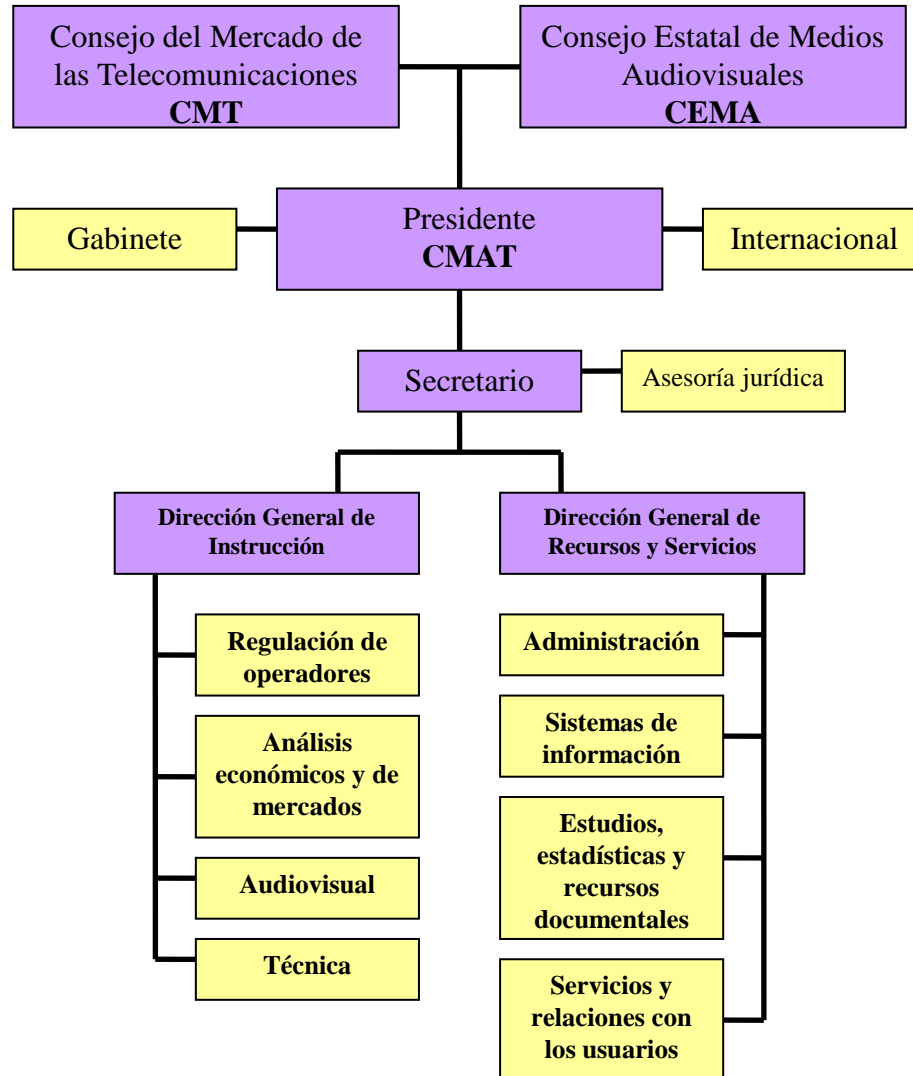 Consejo del Mercado de
las Telecomunicaciones
CMT
Consejo Estatal de Medios
Audiovisuales
CEMA
Gabinete
Presidente
CMAT
Internacional
Secretario
Asesoría jurídica
Dirección General de
Instrucción
Dirección General de
Recursos y Servicios
Regulación de
operadores
Análisis
económicos y de
mercados
Audiovisual
Técnica
Administración
Sistemas de
información
Estudios,
estadísticas y
recursos
documentales
Servicios y
relaciones con
los usuarios